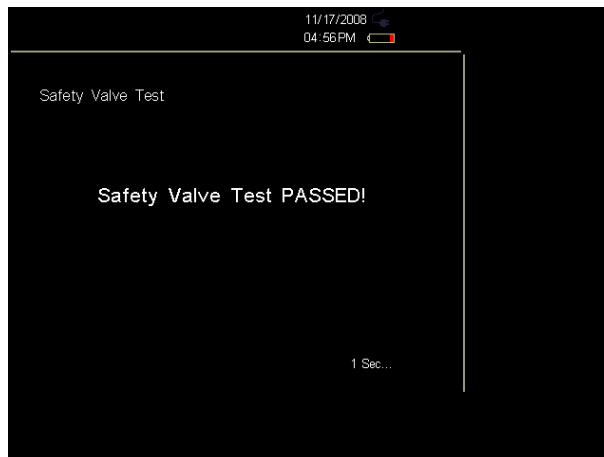 11/17/2008
04:56PM
Safety Valve Test
Safety Valve Test PASSED!
1 Sec...